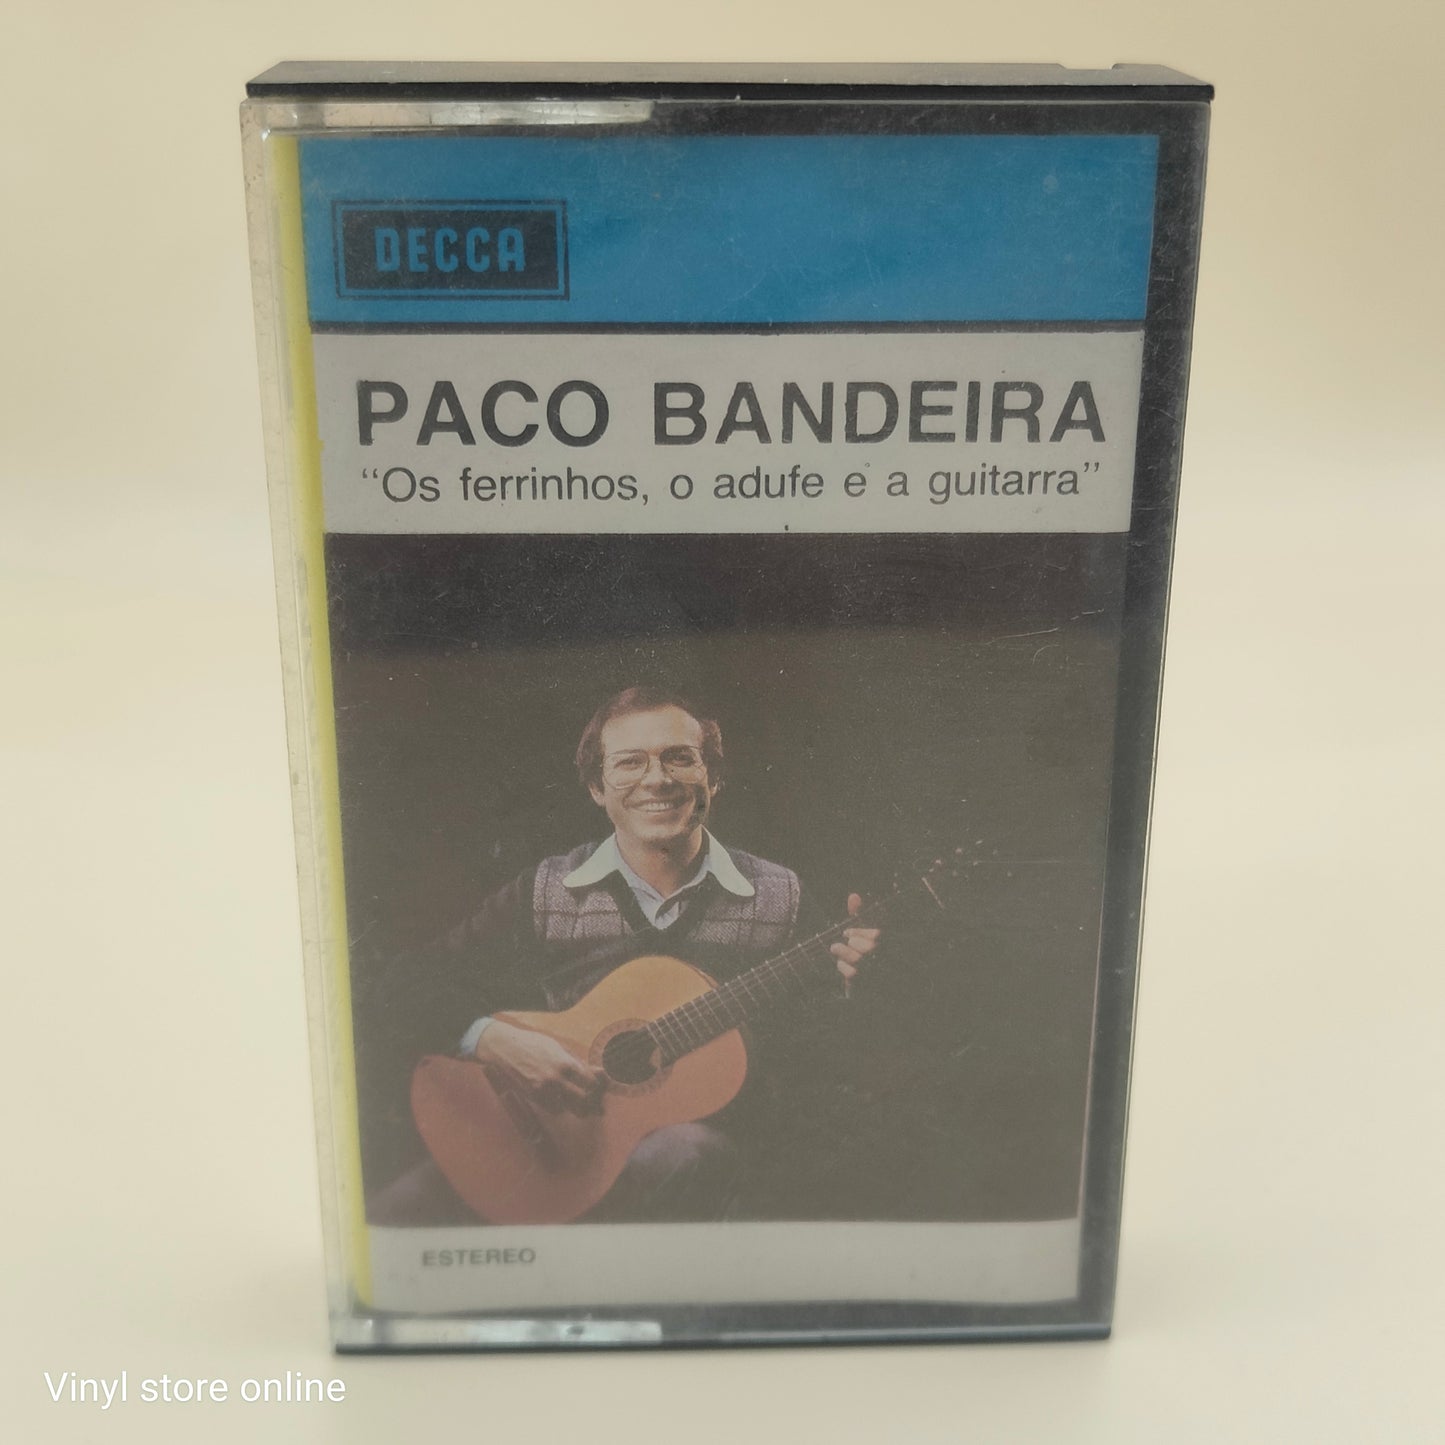 DECCA
PACO BANDEIRA
“Os ferrinhos, o adufe e a guitarra”
ESTEREO
Vinyl store online